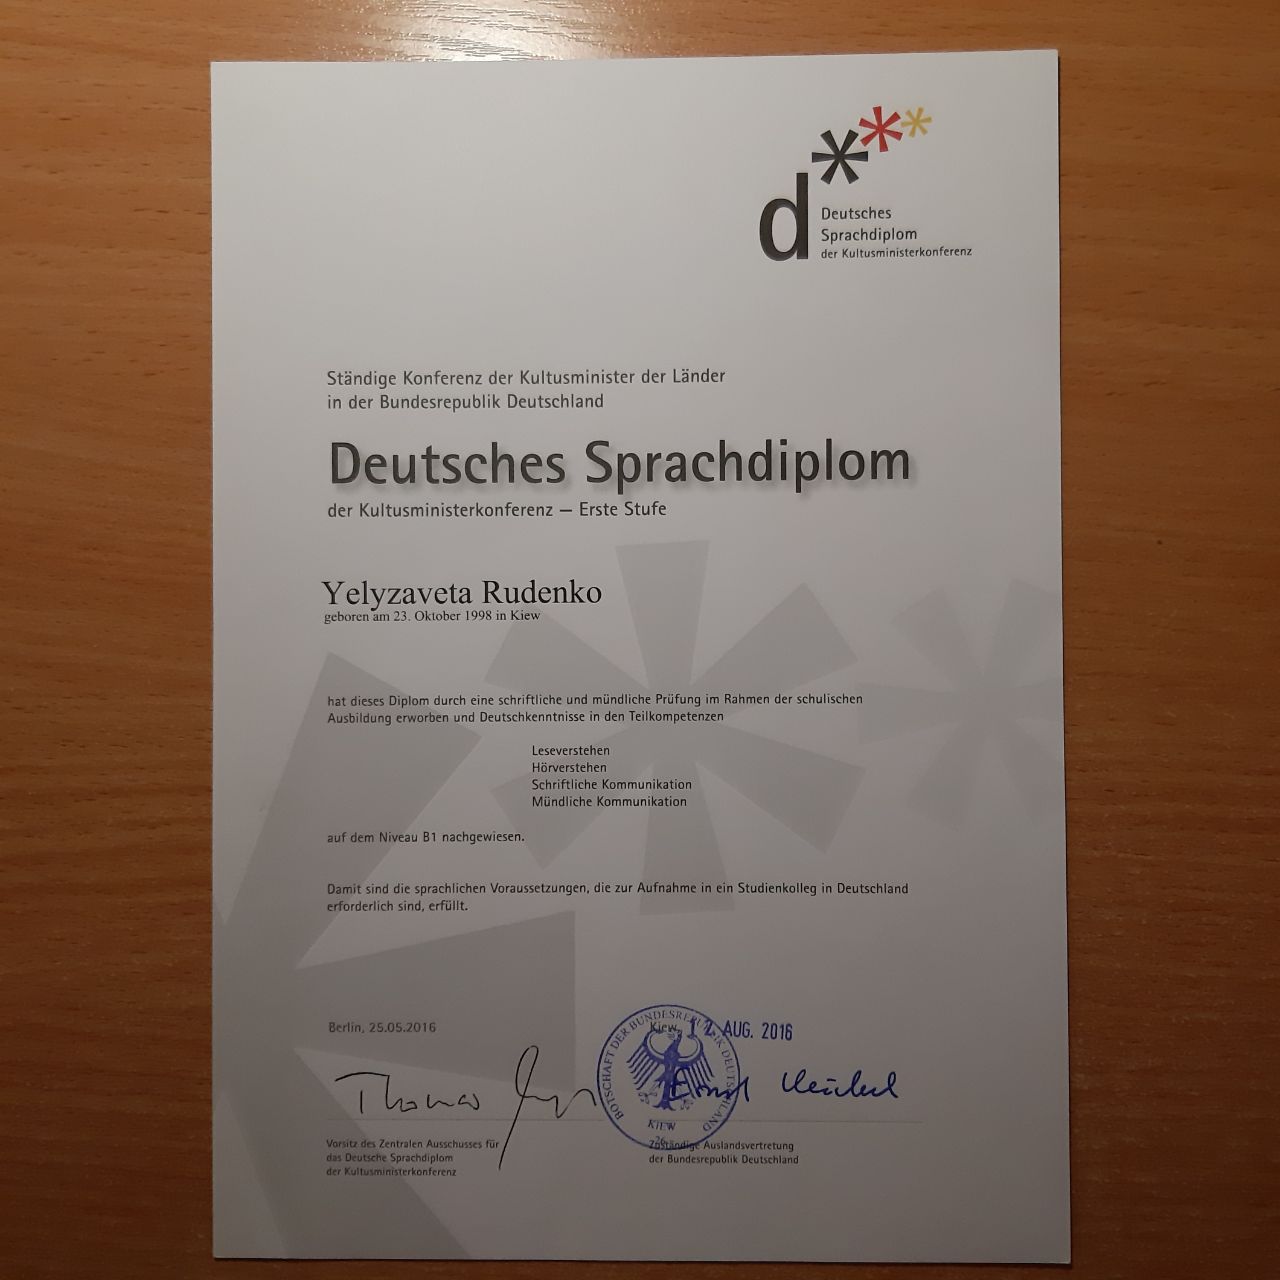 Deutsches
Sprachdiplom
der Kultusministerkonferenz
Ständige Konferenz der Kultusminister der Länder
in der Bundesrepublik Deutschland
Deutsches Sprachdiplom
der Kultusministerkonferenz — Erste Stufe
Yelyzaveta Rudenko
geboren am 23. Oktober 1998 in Kiew
hat dieses Diplom durch eine schriftliche und mündliche Prüfung im Rahmen der schulischen
Ausbildung erworben und Deutschkenntnisse in den Teilkompetenzen
Leseverstehen
Hörverstehen
Schriftliche Kommunikation
Mündliche Kommunikation
auf dem Niveau B1 nachgewiesen.
Damit sind die sprachlichen Voraussetzungen, die zur Aufnahme in ein Studienkolleg in Deutschland
erforderlich sind, erfüllt.
Berlin, 25.05.2016
Kiew, 12. AUG. 2016
BOTSCHAFT DER BUNDESREPUBLIK DEUTSCHLAND
KIEW
26
Thomas
Ernst
Vorsitz des Zentralen Ausschusses für
das Deutsche Sprachdiplom
der Kultusministerkonferenz
Zuständige Auslandsvertretung
der Bundesrepublik Deutschland